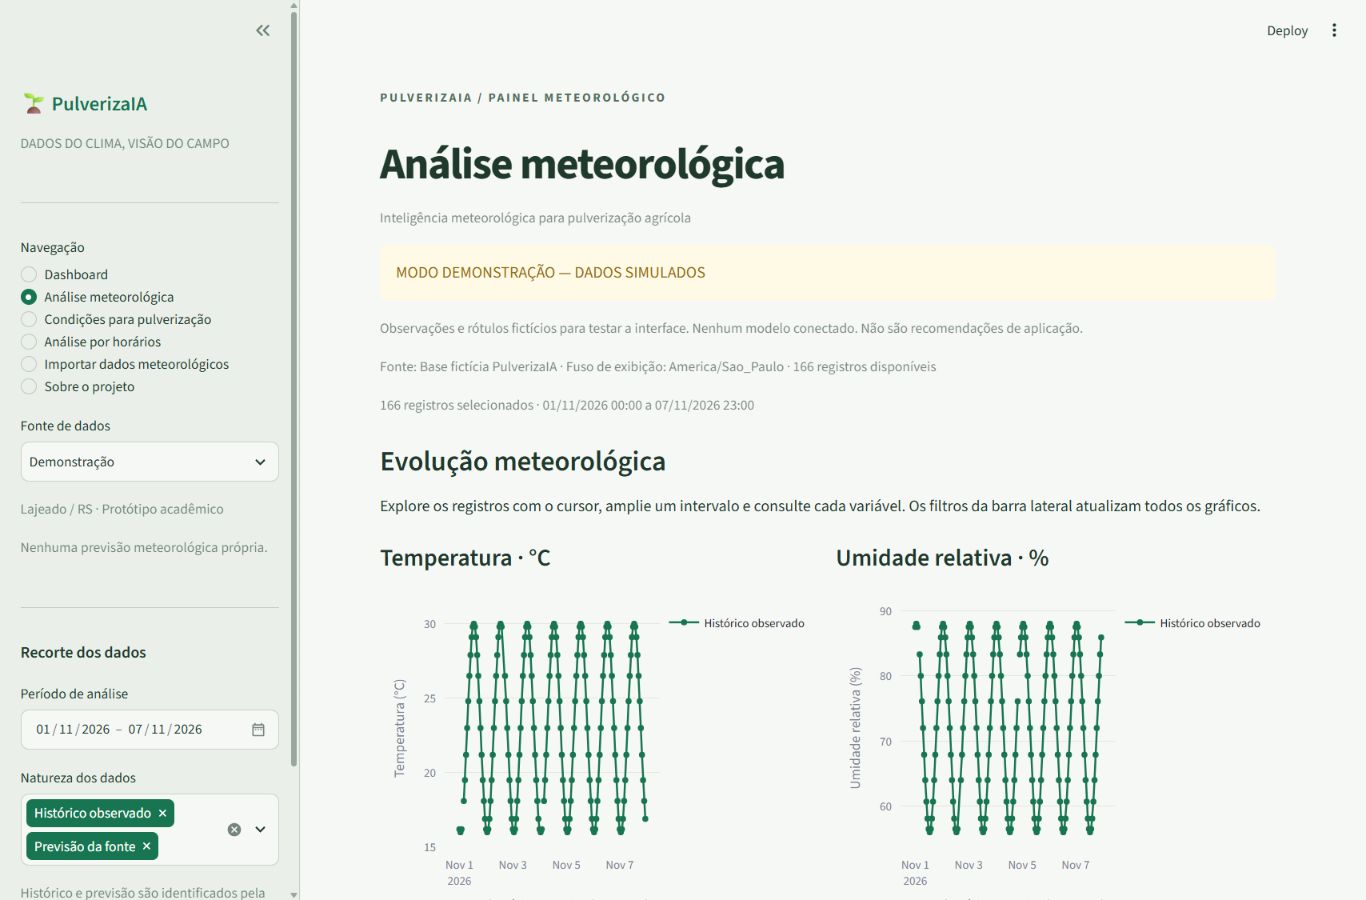 Deploy
PulverizaIA
DADOS DO CLIMA, VISÃO DO CAMPO
Navegação
Dashboard
Análise meteorológica
Condições para pulverização
Análise por horários
Importar dados meteorológicos
Sobre o projeto
Fonte de dados
Demonstração
Lajeado / RS · Protótipo acadêmico
Nenhuma previsão meteorológica própria.
Recorte dos dados
Período de análise
01 / 11 / 2026 – 07 / 11 / 2026
Natureza dos dados
Histórico observado
Previsão da fonte
Histórico e previsão são identificados pela
PULVERIZAIA / PAINEL METEOROLÓGICO
Análise meteorológica
Inteligência meteorológica para pulverização agrícola
MODO DEMONSTRAÇÃO — DADOS SIMULADOS
Observações e rótulos fictícios para testar a interface. Nenhum modelo conectado. Não são recomendações de aplicação.
Fonte: Base fictícia PulverizaIA · Fuso de exibição: America/Sao_Paulo · 166 registros disponíveis
166 registros selecionados · 01/11/2026 00:00 a 07/11/2026 23:00
Evolução meteorológica
Explore os registros com o cursor, amplie um intervalo e consulte cada variável. Os filtros da barra lateral atualizam todos os gráficos.
Temperatura · °C
Temperatura (°C)
30
25
20
15
Nov 1 Nov 3 Nov 5 Nov 7
2026
Histórico observado
Umidade relativa · %
Umidade relativa (%)
90
80
70
60
Nov 1 Nov 3 Nov 5 Nov 7
2026
Histórico observado